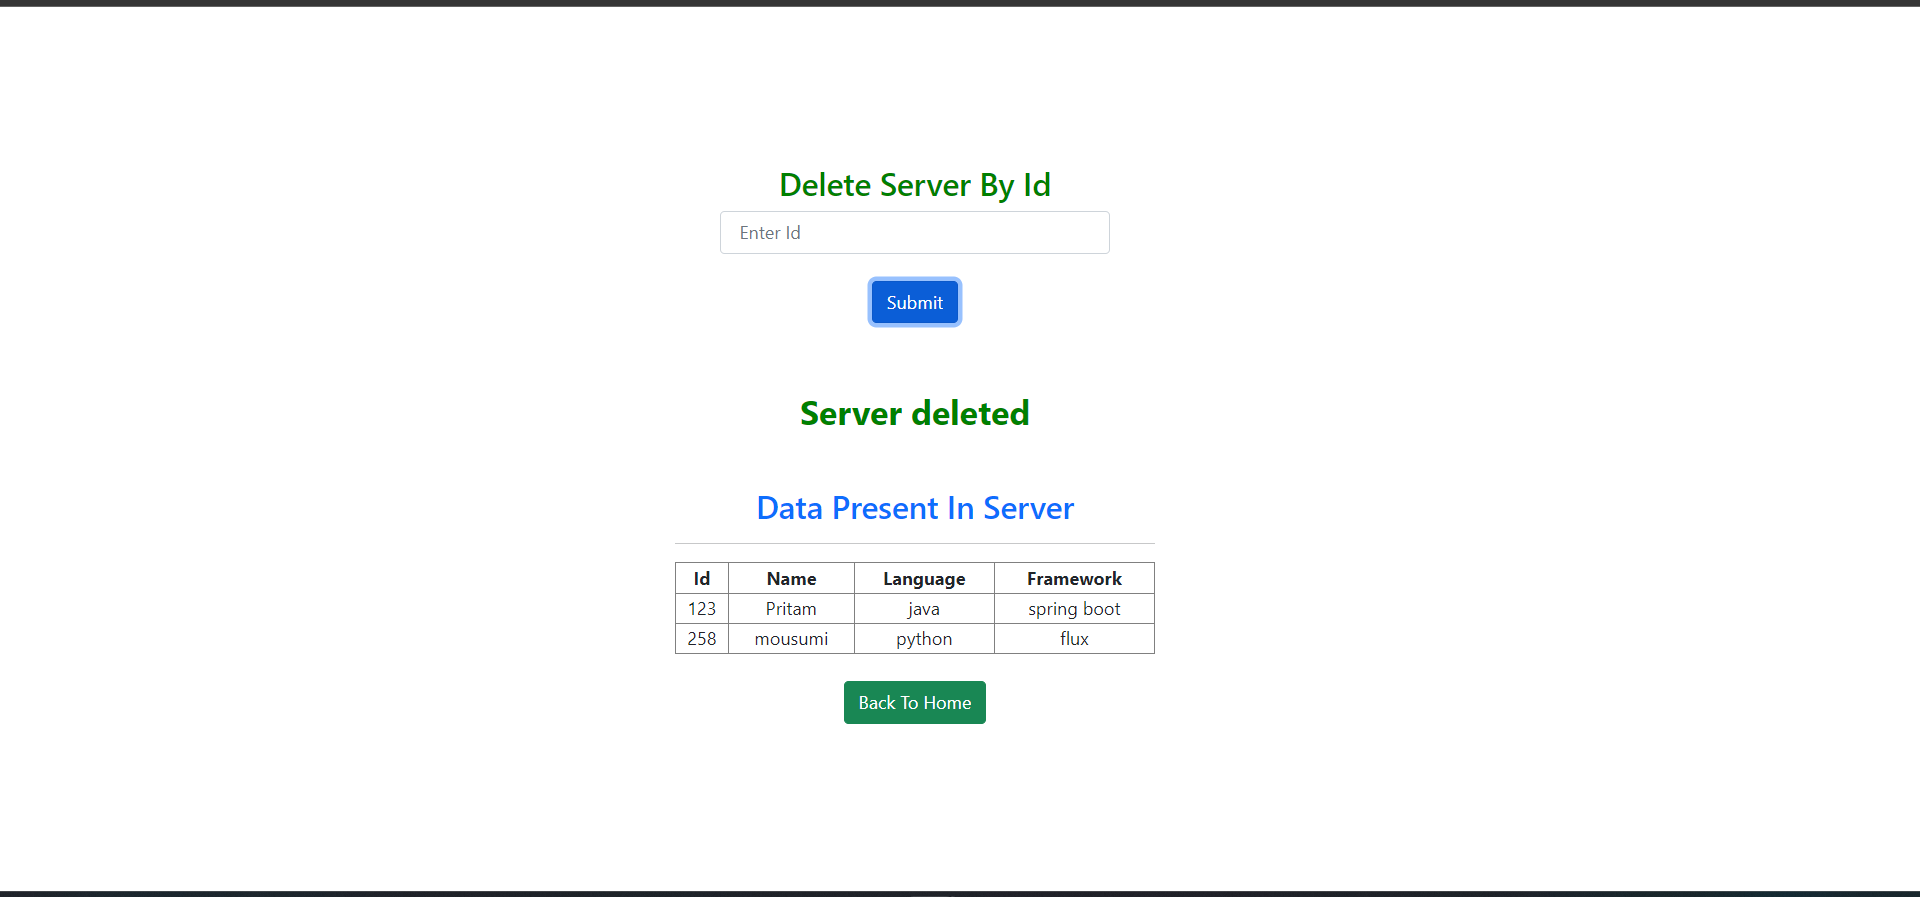 Delete Server By Id
Enter Id
Submit
Server deleted
Data Present In Server
Id Name Language Framework
123 Pritam java spring boot
258 mousumi python flux
Back To Home